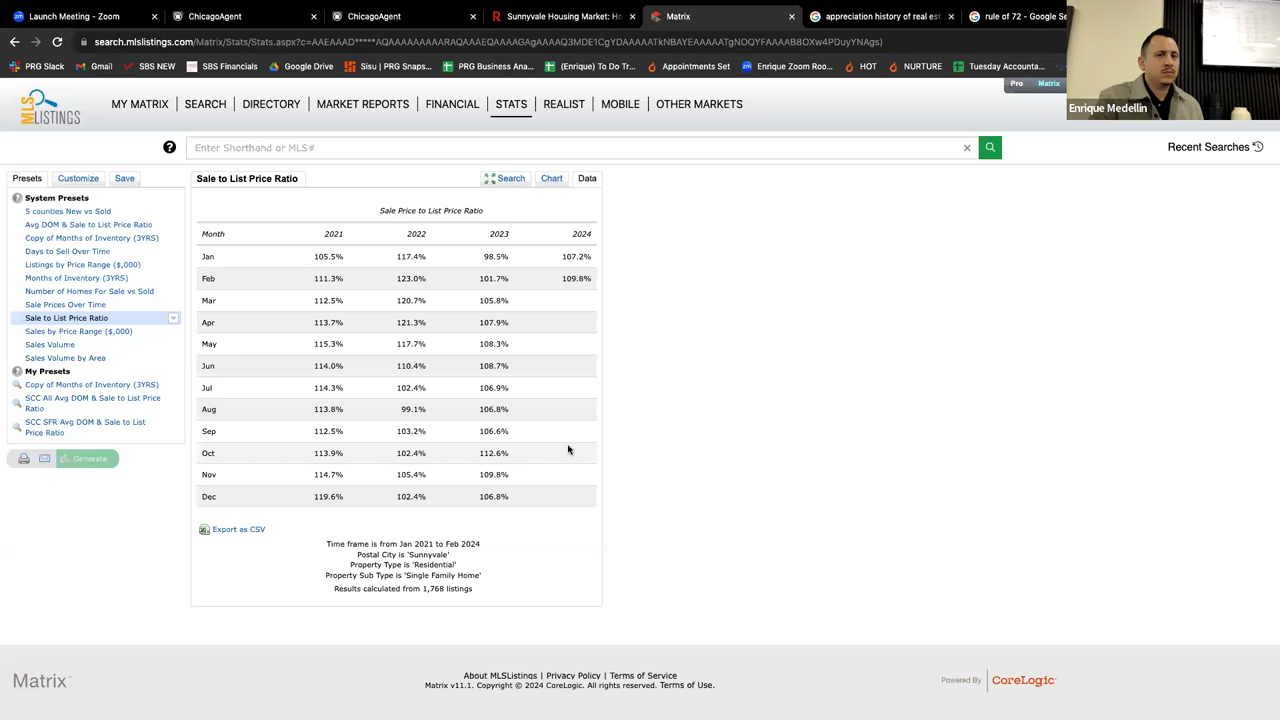 Launch Meeting - Zoom
ChicagoAgent
ChicagoAgent
Sunnyvale Housing Market: Ho
Matrix
appreciation history of real est
rule of 72 - Google Se
search.mlslistings.com/Matrix/Stats/Stats.aspx?c=AAEAAAD*****AQAAAAAAAAARAQAAAEQAAAAGAgAAAAQ3MDE1CgYDAAAAATkNBAYEAAAAATgNOQYFAAAAB8OXw4PDuyYNAgs)
PRG Slack
Gmail
SBS NEW
SBS Financials
Google Drive
Sisu | PRG Snaps...
SBS Business Ana...
(Enrique) To Do Tr...
Appointments Set
Enrique Zoom Roo...
HOT
NURTURE
Tuesday Accounta...
Enrique Medellin
Pro
Matrix
MLS LISTINGS
MY MATRIX
SEARCH
DIRECTORY
MARKET REPORTS
FINANCIAL
STATS
REALIST
MOBILE
OTHER MARKETS
Enter Shorthand or MLS#
Recent Searches
Presets
Customize
Save
System Presets
5 counties New vs Sold
Avg DOM & Sale to List Price Ratio
Copy of Months of Inventory (3YRS)
Days to Sell Over Time
Listings by Price Range ($,000)
Months of Inventory (3YRS)
Number of Homes For Sale vs Sold
Sale Prices Over Time
Sale to List Price Ratio
Sales by Price Range ($,000)
Sales Volume
Sales Volume by Area
My Presets
Copy of Months of Inventory (3YRS)
SCC All Avg DOM & Sale to List Price
Ratio
SCC SFR Avg DOM & Sale to List
Price Ratio
Generate
Sale to List Price Ratio
Search
Chart
Data
Sale Price to List Price Ratio
Month 2021 2022 2023 2024
Jan 105.5% 117.4% 98.5% 107.2%
Feb 111.3% 123.0% 101.7% 109.8%
Mar 112.5% 120.7% 105.8%
Apr 113.7% 121.3% 107.9%
May 115.3% 117.7% 108.3%
Jun 114.0% 110.4% 108.7%
Jul 114.3% 102.4% 106.9%
Aug 113.8% 99.1% 106.8%
Sep 112.5% 103.2% 106.6%
Oct 113.9% 102.4% 112.6%
Nov 114.7% 105.4% 109.8%
Dec 119.6% 102.4% 106.8%
Export as CSV
Time frame is from Jan 2021 to Feb 2024
Postal City is 'Sunnyvale'
Property Type is 'Residential'
Property Sub Type is 'Single Family Home'
Results calculated from 1,768 listings
Matrix
About MLSListings | Privacy Policy | Terms of Service
Matrix v11.1. Copyright © 2024 CoreLogic. All rights reserved. Terms of Use.
Powered By
CoreLogic